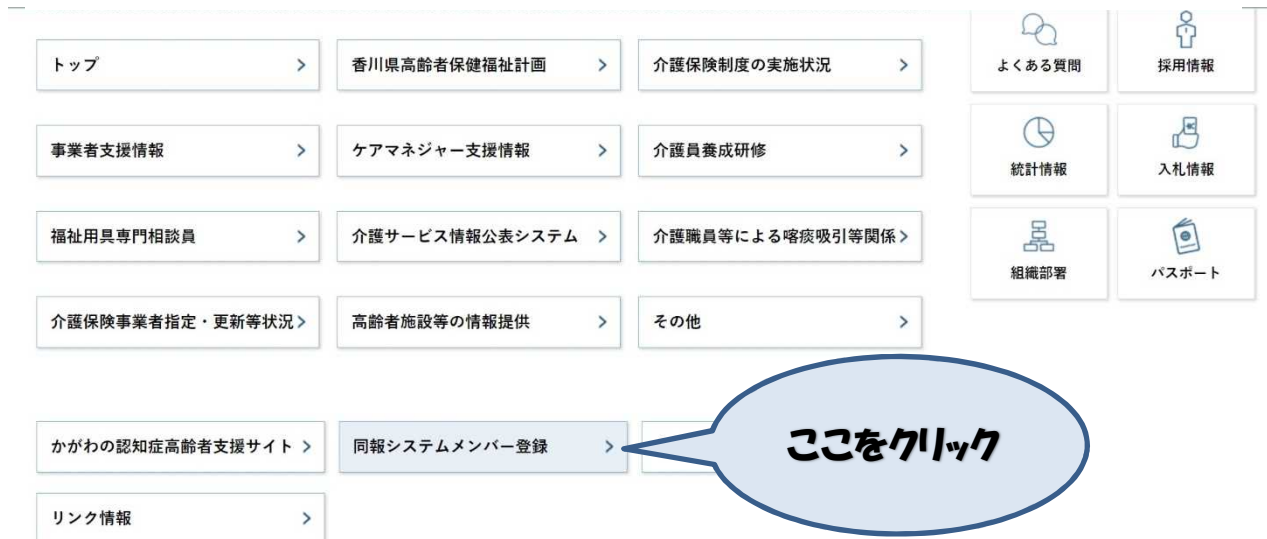 トップ
香川県高齢者保健福祉計画
介護保険制度の実施状況
よくある質問
採用情報
事業者支援情報
ケアマネジャー支援情報
介護員養成研修
統計情報
入札情報
福祉用具専門相談員
介護サービス情報公表システム
介護職員等による喀痰吸引等関係
組織部署
パスポート
介護保険事業者指定・更新等状況
高齢者施設等の情報提供
その他
かがわの認知症高齢者支援サイト
同報システムメンバー登録
ここをクリック
リンク情報